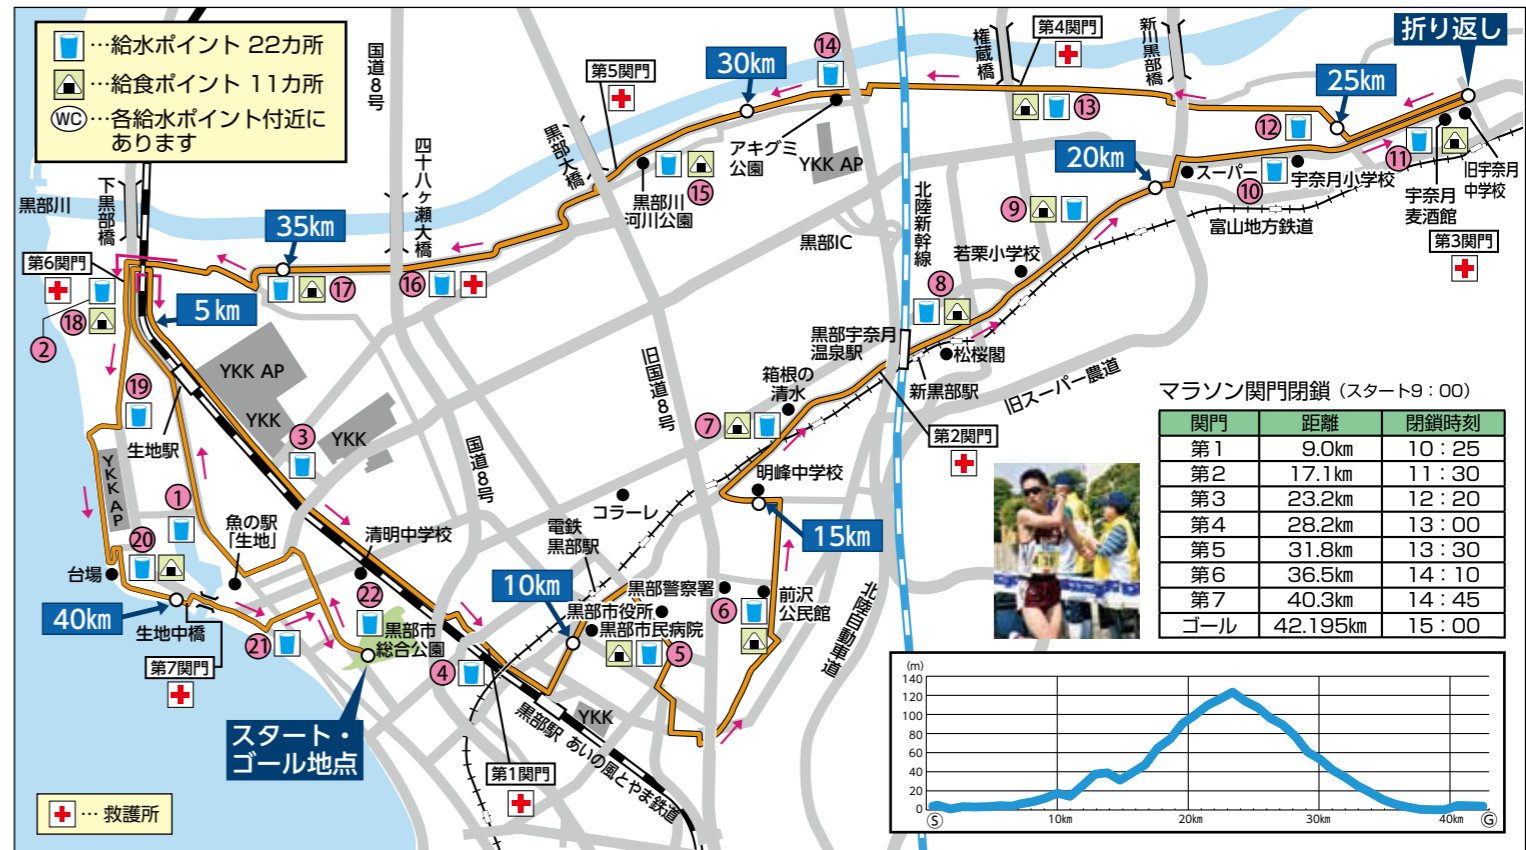 …給水ポイント 22カ所
…給食ポイント 11カ所
WC …各給水ポイント付近に
あります
国道8号
四十八ヶ瀬大橋
黒部大橋
第5関門
30km
14
アキグミ
公園
YKK AP
権蔵橋
第4関門
13
新川黒部橋
折り返し
25km
12
11
20km
スーパー
10
宇奈月小学校
宇奈月
麦酒館
旧宇奈月
中学校
富山地方鉄道
第3関門
黒部川
下黒部橋
第6関門
35km
17
16
黒部川
河川公園
15
黒部IC
北陸新幹線
9
若栗小学校
8
5km
18
2
19
YKK AP
YKK
YKK
3
生地駅
旧国道8号
黒部宇奈月
温泉駅
松桜閣
新黒部駅
旧スーパー農道
箱根の
清水
7
第2関門
明峰中学校
15km
YKK AP
1
20
台場
魚の駅
「生地」
清明中学校
国道8号
コラーレ
電鉄
黒部駅
10km
黒部警察署
黒部市役所
黒部市民病院
5
6
前沢
公民館
北陸自動車道
40km
生地中橋
第7関門
21
22
黒部市
総合公園
4
スタート・
ゴール地点
第1関門
黒部駅
YKK
あいの風とやま鉄道
… 救護所
マラソン関門閉鎖（スタート9：00）
関門 距離 閉鎖時刻
第1 9.0km 10：25
第2 17.1km 11：30
第3 23.2km 12：20
第4 28.2km 13：00
第5 31.8km 13：30
第6 36.5km 14：10
第7 40.3km 14：45
ゴール 42.195km 15：00
(m)
140
120
100
80
60
40
20
0
S 10km 20km 30km 40km G